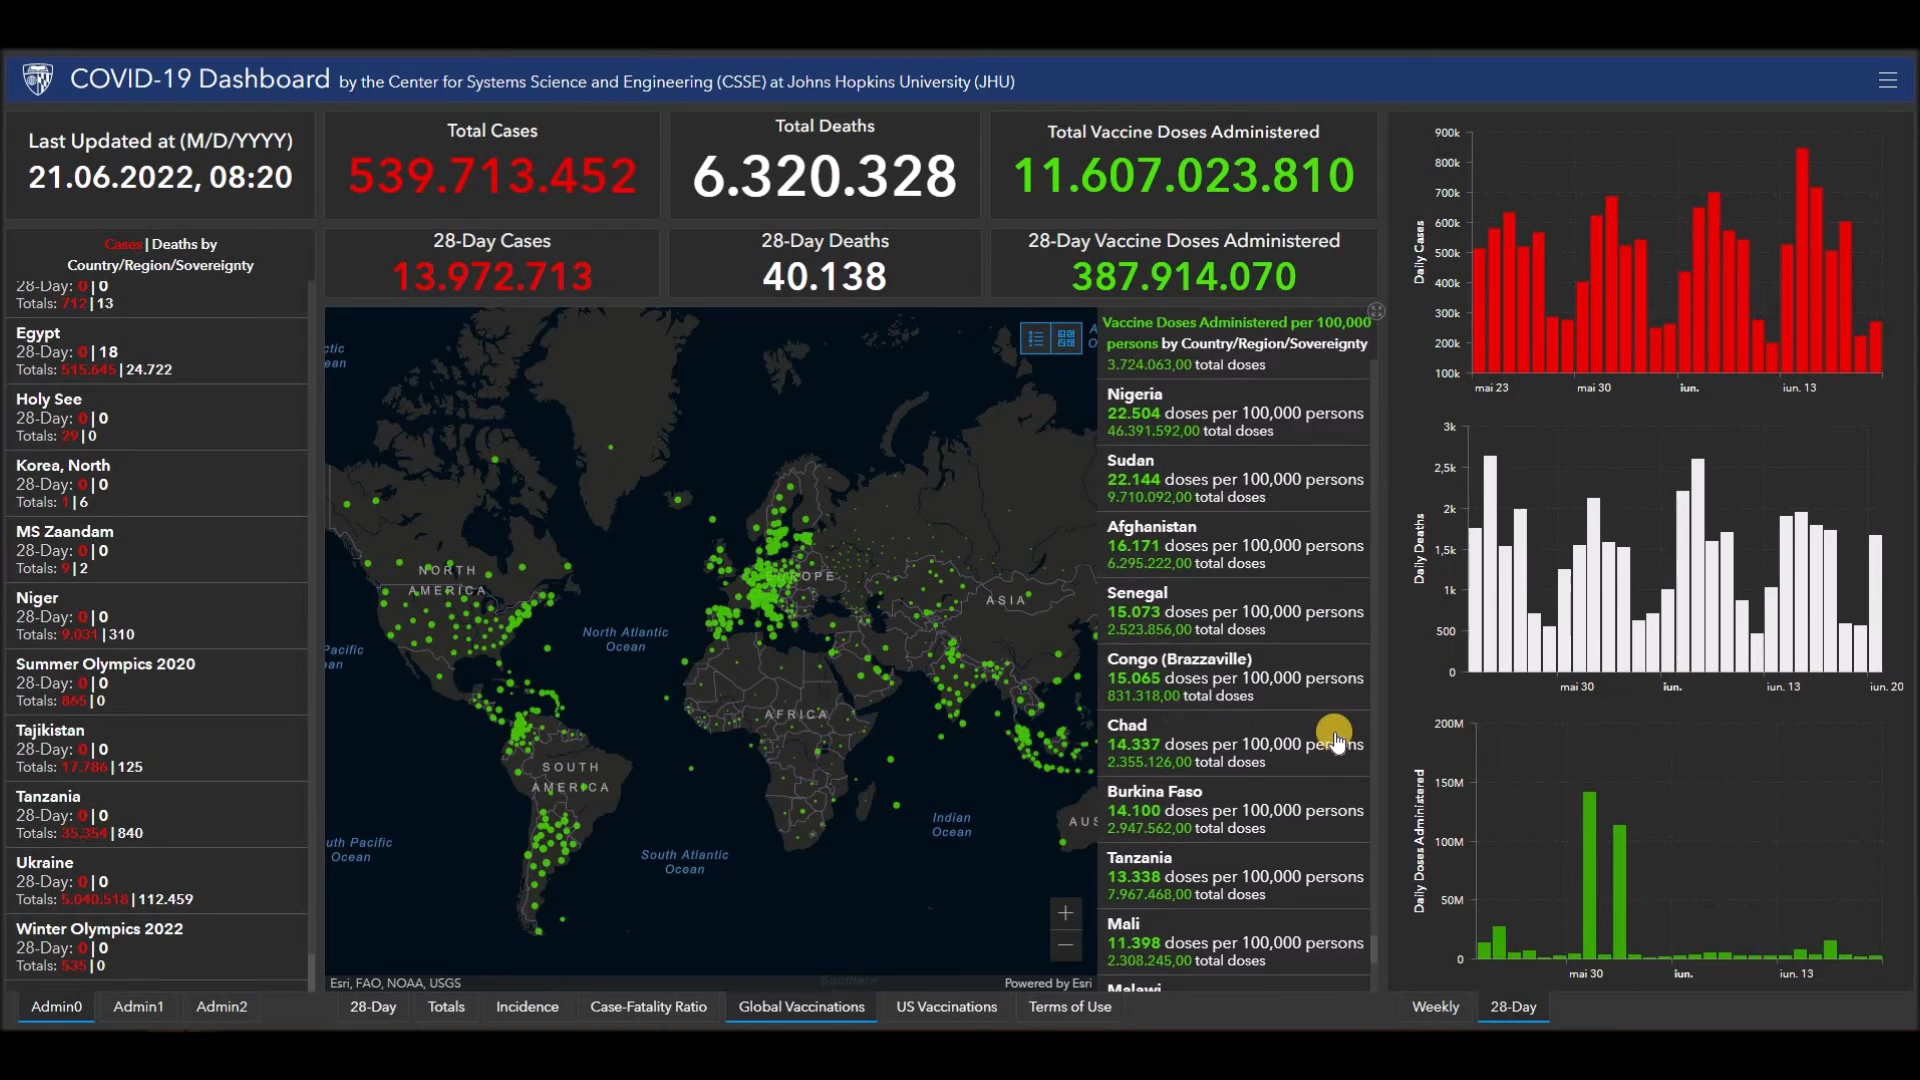 COVID-19 Dashboard by the Center for Systems Science and Engineering (CSSE) at Johns Hopkins University (JHU)
Last Updated at (M/D/YYYY)
21.06.2022, 08:20
Total Cases
539.713.452
Total Deaths
6.320.328
Total Vaccine Doses Administered
11.607.023.810
28-Day Cases
13.972.713
28-Day Deaths
40.138
28-Day Vaccine Doses Administered
387.914.070
Cases | Deaths by
Country/Region/Sovereignty
28-Day: 0 | 0
Totals: 712 | 13
Egypt
28-Day: 0 | 18
Totals: 515.645 | 24.722
Holy See
28-Day: 0 | 0
Totals: 29 | 0
Korea, North
28-Day: 0 | 0
Totals: 1 | 6
MS Zaandam
28-Day: 0 | 0
Totals: 9 | 2
Niger
28-Day: 0 | 0
Totals: 9.031 | 310
Summer Olympics 2020
28-Day: 0 | 0
Totals: 865 | 0
Tajikistan
28-Day: 0 | 0
Totals: 17.786 | 125
Tanzania
28-Day: 0 | 0
Totals: 35.354 | 840
Ukraine
28-Day: 0 | 0
Totals: 5.040.518 | 112.459
Winter Olympics 2022
28-Day: 0 | 0
Totals: 535 | 0
Admin0 Admin1 Admin2
ctic
ean
NORTH
AMERICA
EUROPE
ASIA
North Atlantic
Ocean
Pacific
an
AFRICA
SOUTH
AMERICA
Indian
Ocean
AUS
uth Pacific
Ocean
South Atlantic
Ocean
A
O
+
−
Esri, FAO, NOAA, USGS
Powered by Esri
Vaccine Doses Administered per 100,000
persons by Country/Region/Sovereignty
3.724.063,00 total doses
Nigeria
22.504 doses per 100,000 persons
46.391.592,00 total doses
Sudan
22.144 doses per 100,000 persons
9.710.092,00 total doses
Afghanistan
16.171 doses per 100,000 persons
6.295.222,00 total doses
Senegal
15.073 doses per 100,000 persons
2.523.856,00 total doses
Congo (Brazzaville)
15.065 doses per 100,000 persons
831.318,00 total doses
Chad
14.337 doses per 100,000 persons
2.355.126,00 total doses
Burkina Faso
14.100 doses per 100,000 persons
2.947.562,00 total doses
Tanzania
13.338 doses per 100,000 persons
7.967.468,00 total doses
Mali
11.398 doses per 100,000 persons
2.308.245,00 total doses
Malawi
28-Day Totals Incidence Case-Fatality Ratio Global Vaccinations US Vaccinations Terms of Use
Daily Cases
900k
800k
700k
600k
500k
400k
300k
200k
100k
mai 23 mai 30 iun. iun. 13
Daily Deaths
3k
2,5k
2k
1,5k
1k
500
0
mai 30 iun. iun. 13 iun. 20
Daily Doses Administered
200M
150M
100M
50M
0
mai 30 iun. iun. 13
Weekly 28-Day